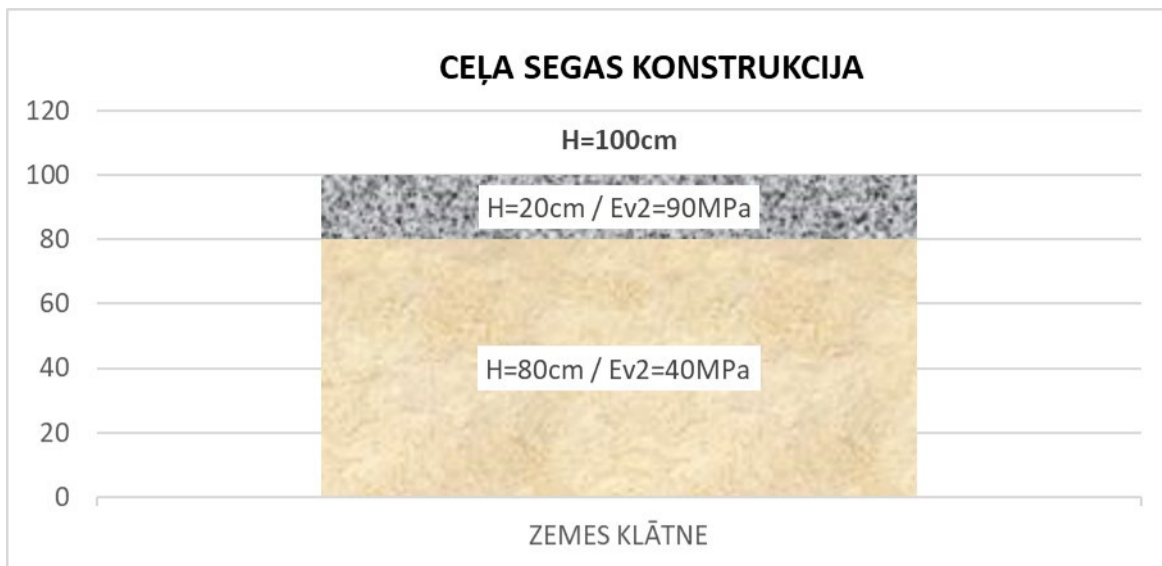 CEĻA SEGAS KONSTRUKCIJA
120
H=100cm
100
H=20cm / Ev2=90MPa
80
60
H=80cm / Ev2=40MPa
40
20
0
ZEMES KLĀTNE